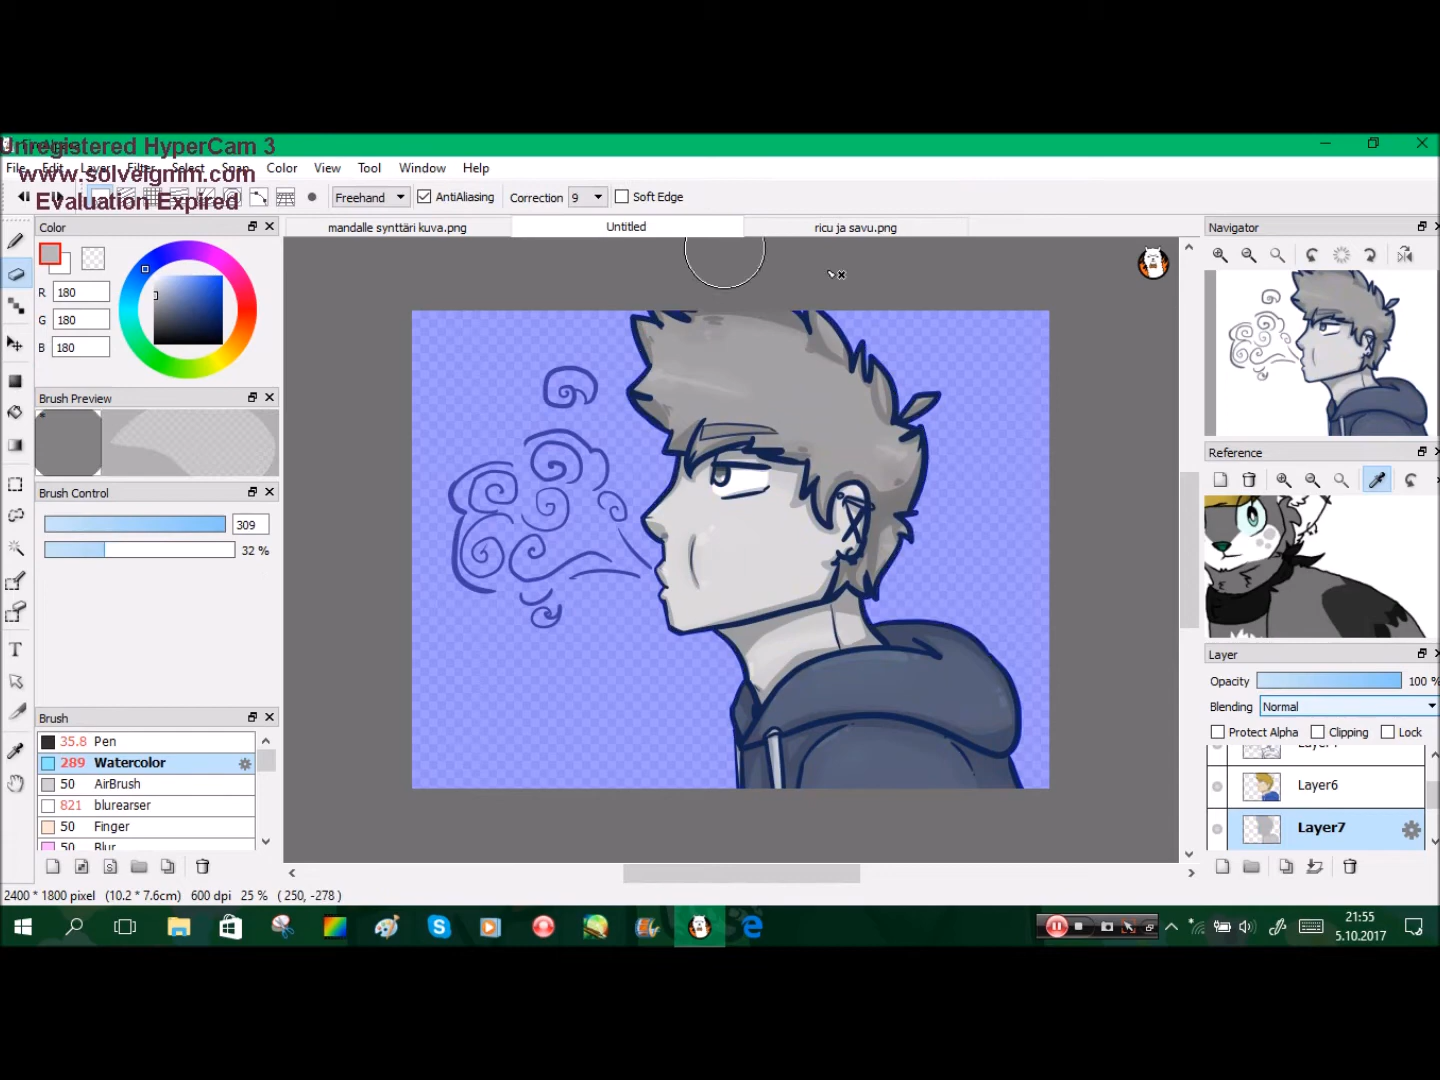 Unregistered HyperCam 3
www.solveigmm.com
Evaluation Expired
File Edit Layer Filter Select Snap Color View Tool Window Help
Freehand AntiAliasing Correction 9 Soft Edge
Color
mandalle synttäri kuva.png
Untitled
ricu ja savu.png
Navigator
R 180
G 180
B 180
Brush Preview
Brush Control
309
32 %
Reference
Layer
Opacity 100 %
Blending Normal
Protect Alpha Clipping Lock
Layer6
Layer7
Brush
35.8 Pen
289 Watercolor
50 AirBrush
821 blurearser
50 Finger
50 Blur
2400 * 1800 pixel (10.2 * 7.6cm) 600 dpi 25 % ( 250, -278 )
21:55
5.10.2017